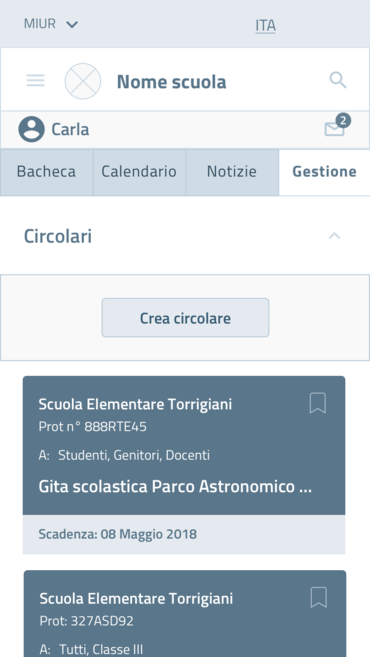 MIUR
ITA
Nome scuola
Carla
2
Bacheca
Calendario
Notizie
Gestione
Circolari
Crea circolare
Scuola Elementare Torrigiani
Prot n° 888RTE45
A: Studenti, Genitori, Docenti
Gita scolastica Parco Astronomico ...
Scadenza: 08 Maggio 2018
Scuola Elementare Torrigiani
Prot: 327ASD92
A: Tutti, Classe III